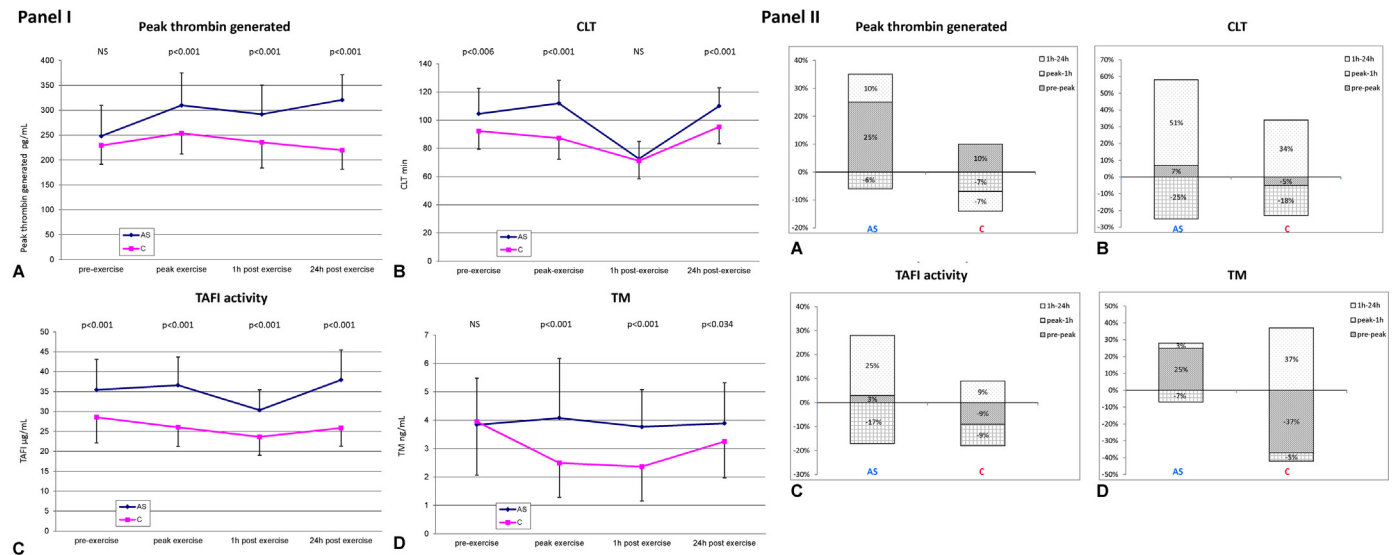 Panel I
Peak thrombin generated
NS p<0.001 p<0.001 p<0.001
400
350
300
250
200
150
100
50
0
Peak thrombin generated pg/mL
AS
C
pre-exercise peak exercise 1h post exercise 24h post exercise
A
CLT
p<0.006 p<0.001 NS p<0.001
140
120
100
80
60
40
20
0
CLT min
AS
C
pre-exercise peak-exercise 1h post-exercise 24h post-exercise
B
TAFI activity
p<0.001 p<0.001 p<0.001 p<0.001
50
45
40
35
30
25
20
15
10
5
0
TAFI µg/mL
AS
C
pre-exercise peak exercise 1h post exercise 24h post exercise
C
TM
NS p<0.001 p<0.001 p<0.034
7
6
5
4
3
2
1
0
TM ng/mL
AS
C
pre-exercise peak exercise 1h post exercise 24h post exercise
D
Panel II
Peak thrombin generated
40%
30%
20%
10%
0%
-10%
-20%
1h-24h
peak-1h
pre-peak
10%
25%
-6%
10%
-7%
-7%
AS C
A
CLT
70%
60%
50%
40%
30%
20%
10%
0%
-10%
-20%
-30%
1h-24h
peak-1h
pre-peak
51%
7%
-25%
34%
-5%
-18%
AS C
B
TAFI activity
40%
30%
20%
10%
0%
-10%
-20%
-30%
1h-24h
peak-1h
pre-peak
25%
3%
-17%
9%
-9%
-9%
AS C
C
TM
50%
40%
30%
20%
10%
0%
-10%
-20%
-30%
-40%
-50%
1h-24h
peak-1h
pre-peak
3%
25%
-7%
37%
-37%
-5%
AS C
D